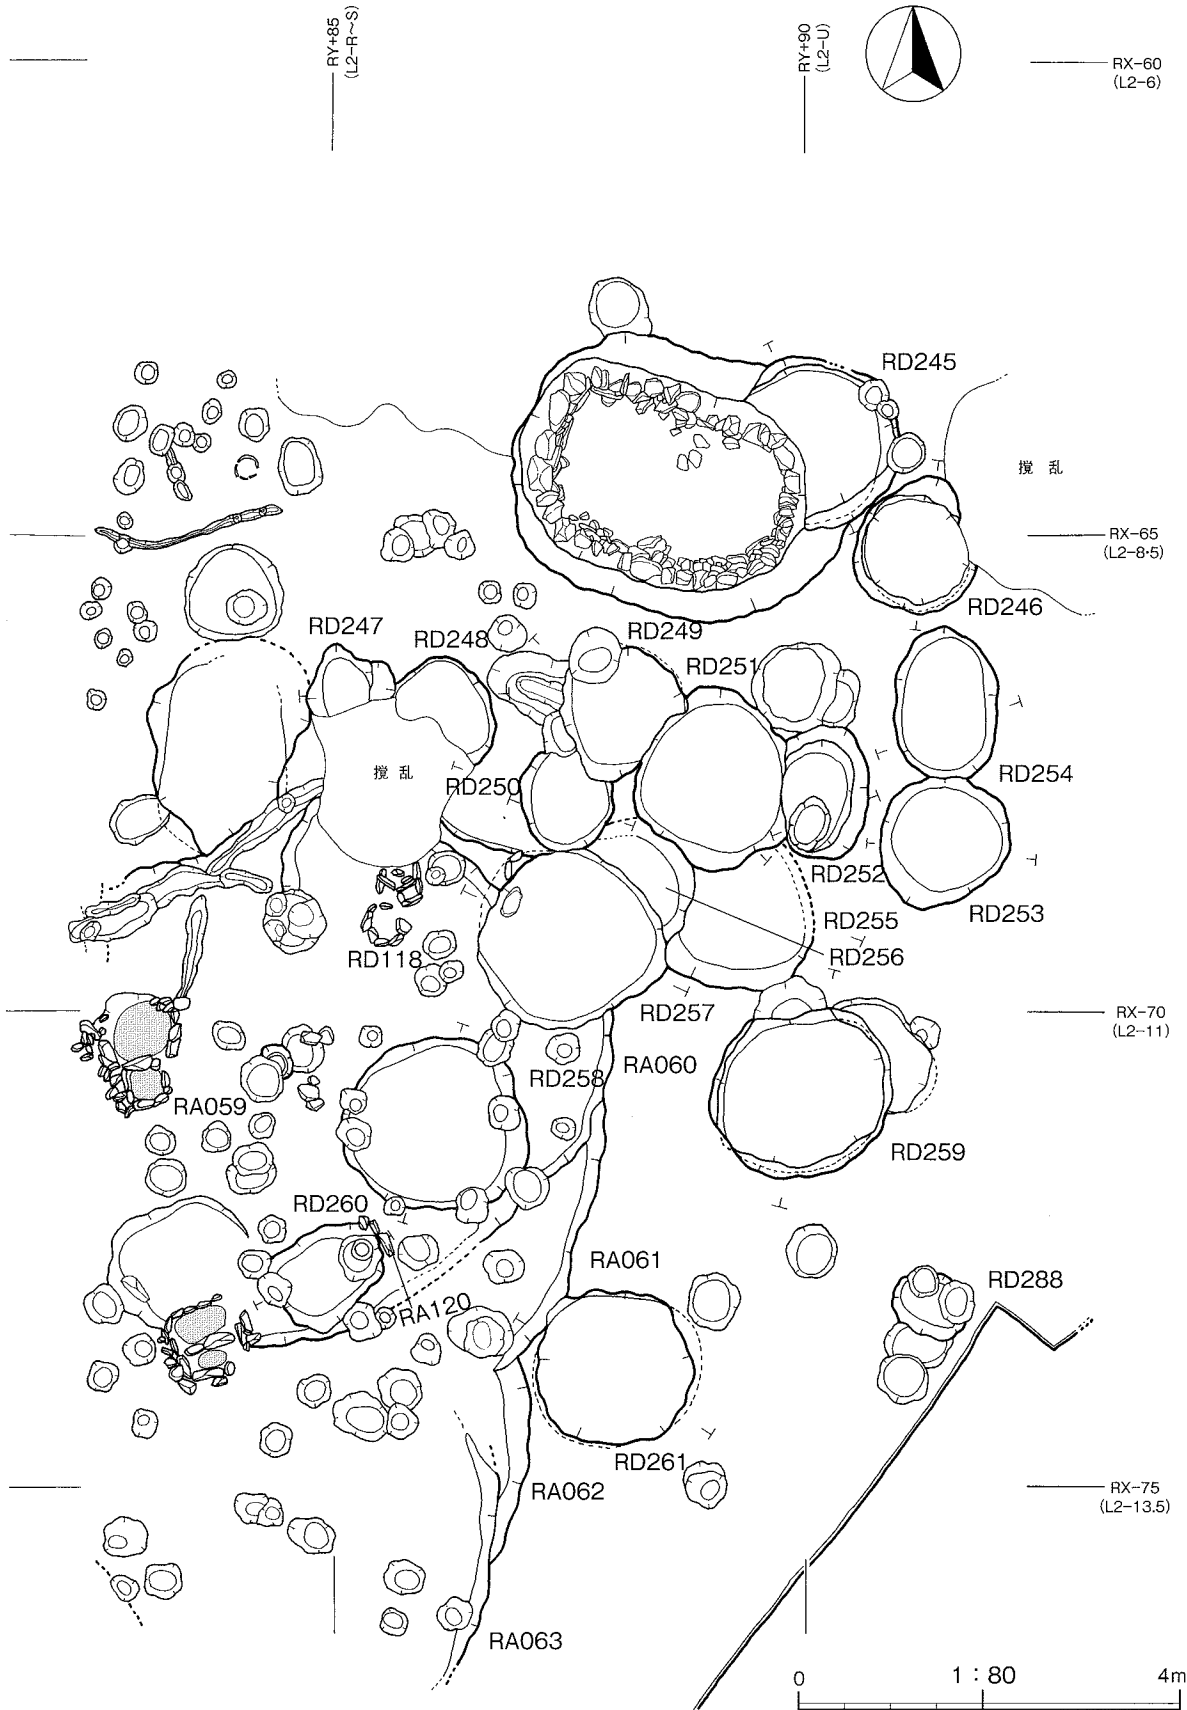 RY+85
(L2-R~S)
RY+90
(L2-U)
RX-60
(L2-6)
RD245
撹乱
RX-65
(L2-8·5)
RD246
RD247
RD248
RD249
RD251
撹乱
RD250
RD254
RD252
RD253
RD255
RD256
RD118
RD257
RX-70
(L2-11)
RD258
RA060
RA059
RD259
RD260
RA061
RD288
RA120
RD261
RA062
RX-75
(L2-13.5)
RA063
1:80
0
4m